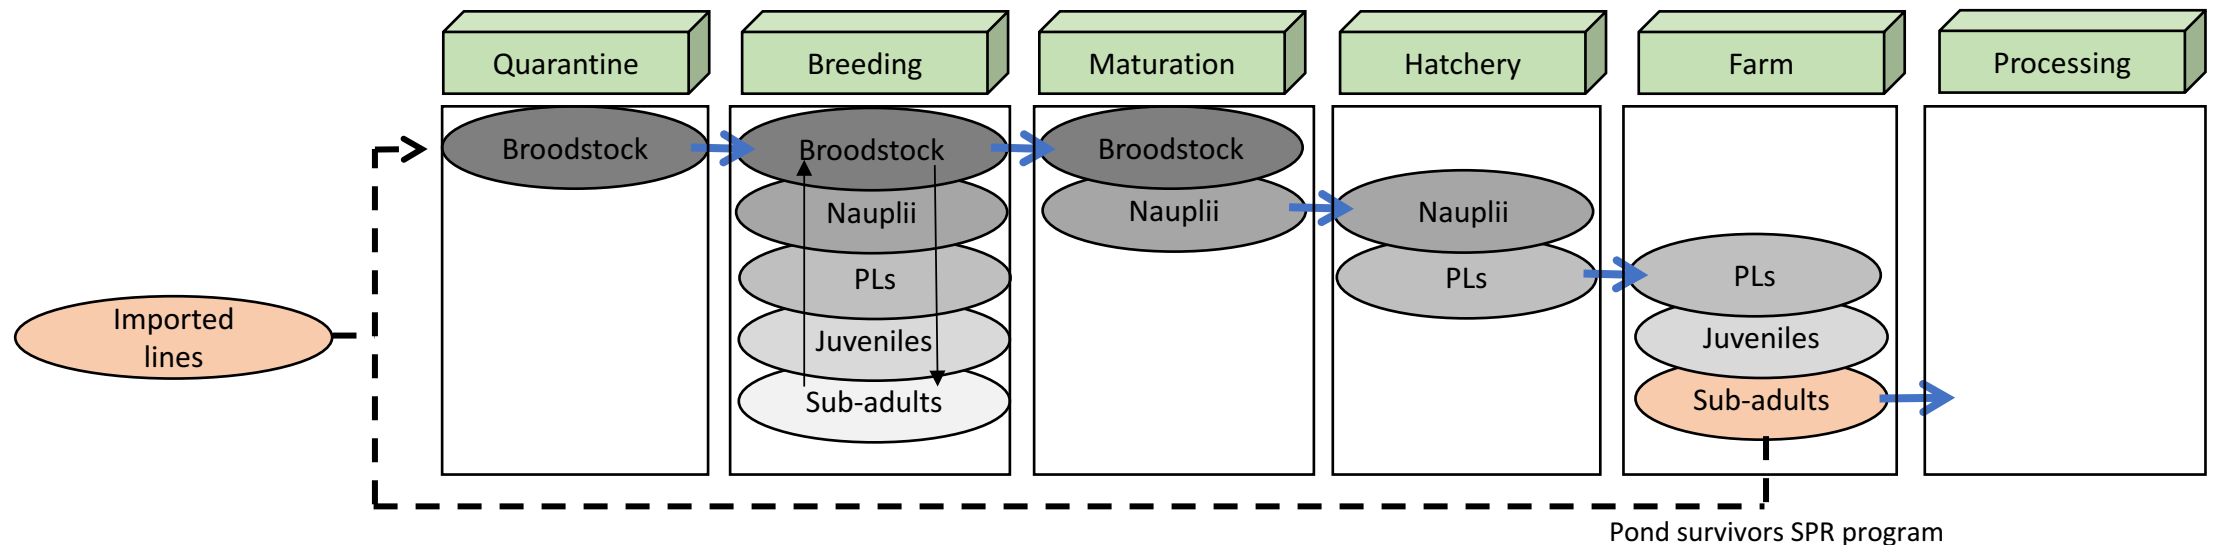 Quarantine
Breeding
Maturation
Hatchery
Farm
Processing
Broodstock
Broodstock
Broodstock
Nauplii
Nauplii
Nauplii
PLs
PLs
PLs
Imported
lines
Juveniles
Juveniles
Sub-adults
Sub-adults
Pond survivors SPR program